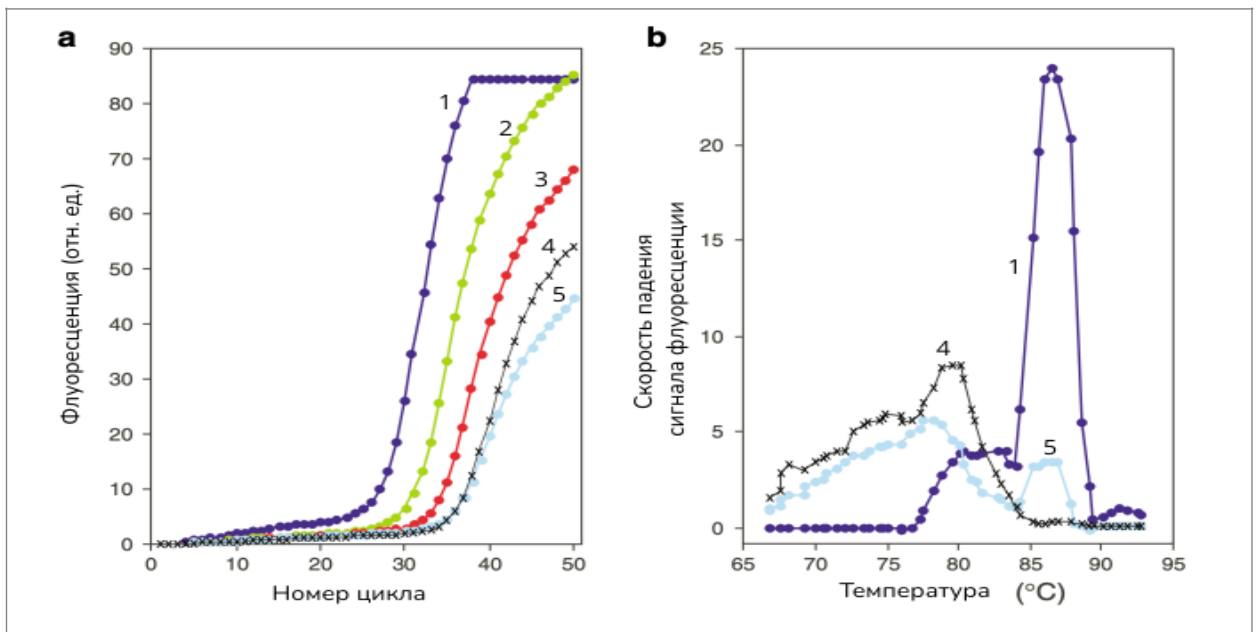 a
90
80
70
60
50
40
30
20
10
0
Флуоресценция (отн. ед.)
1
2
3
4
5
0 10 20 30 40 50
Номер цикла
b
25
20
15
10
5
0
Скорость падения
сигнала флуоресценции
1
4
5
65 70 75 80 85 90 95
Температура (°C)